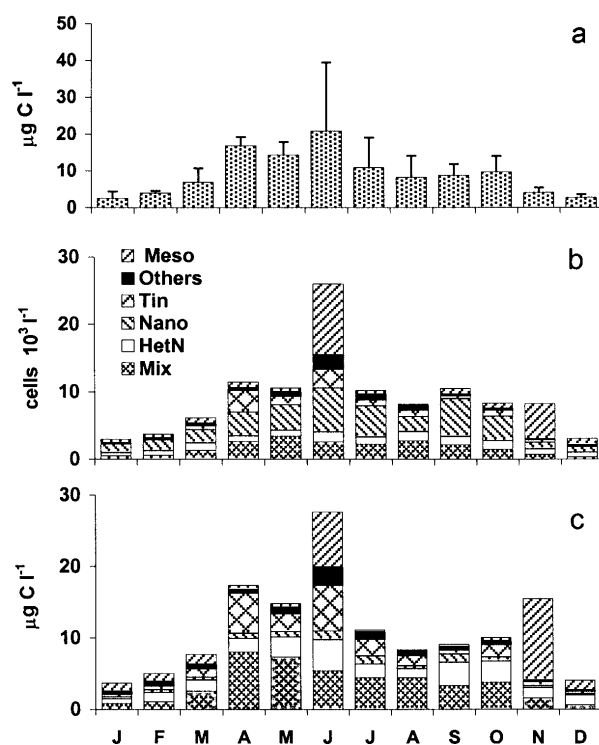 a
50
40
30
20
10
0
µg C l-1
b
30
20
10
0
cells 10³ l-1
Meso
Others
Tin
Nano
HetN
Mix
c
30
20
10
0
µg C l-1
J F M A M J J A S O N D